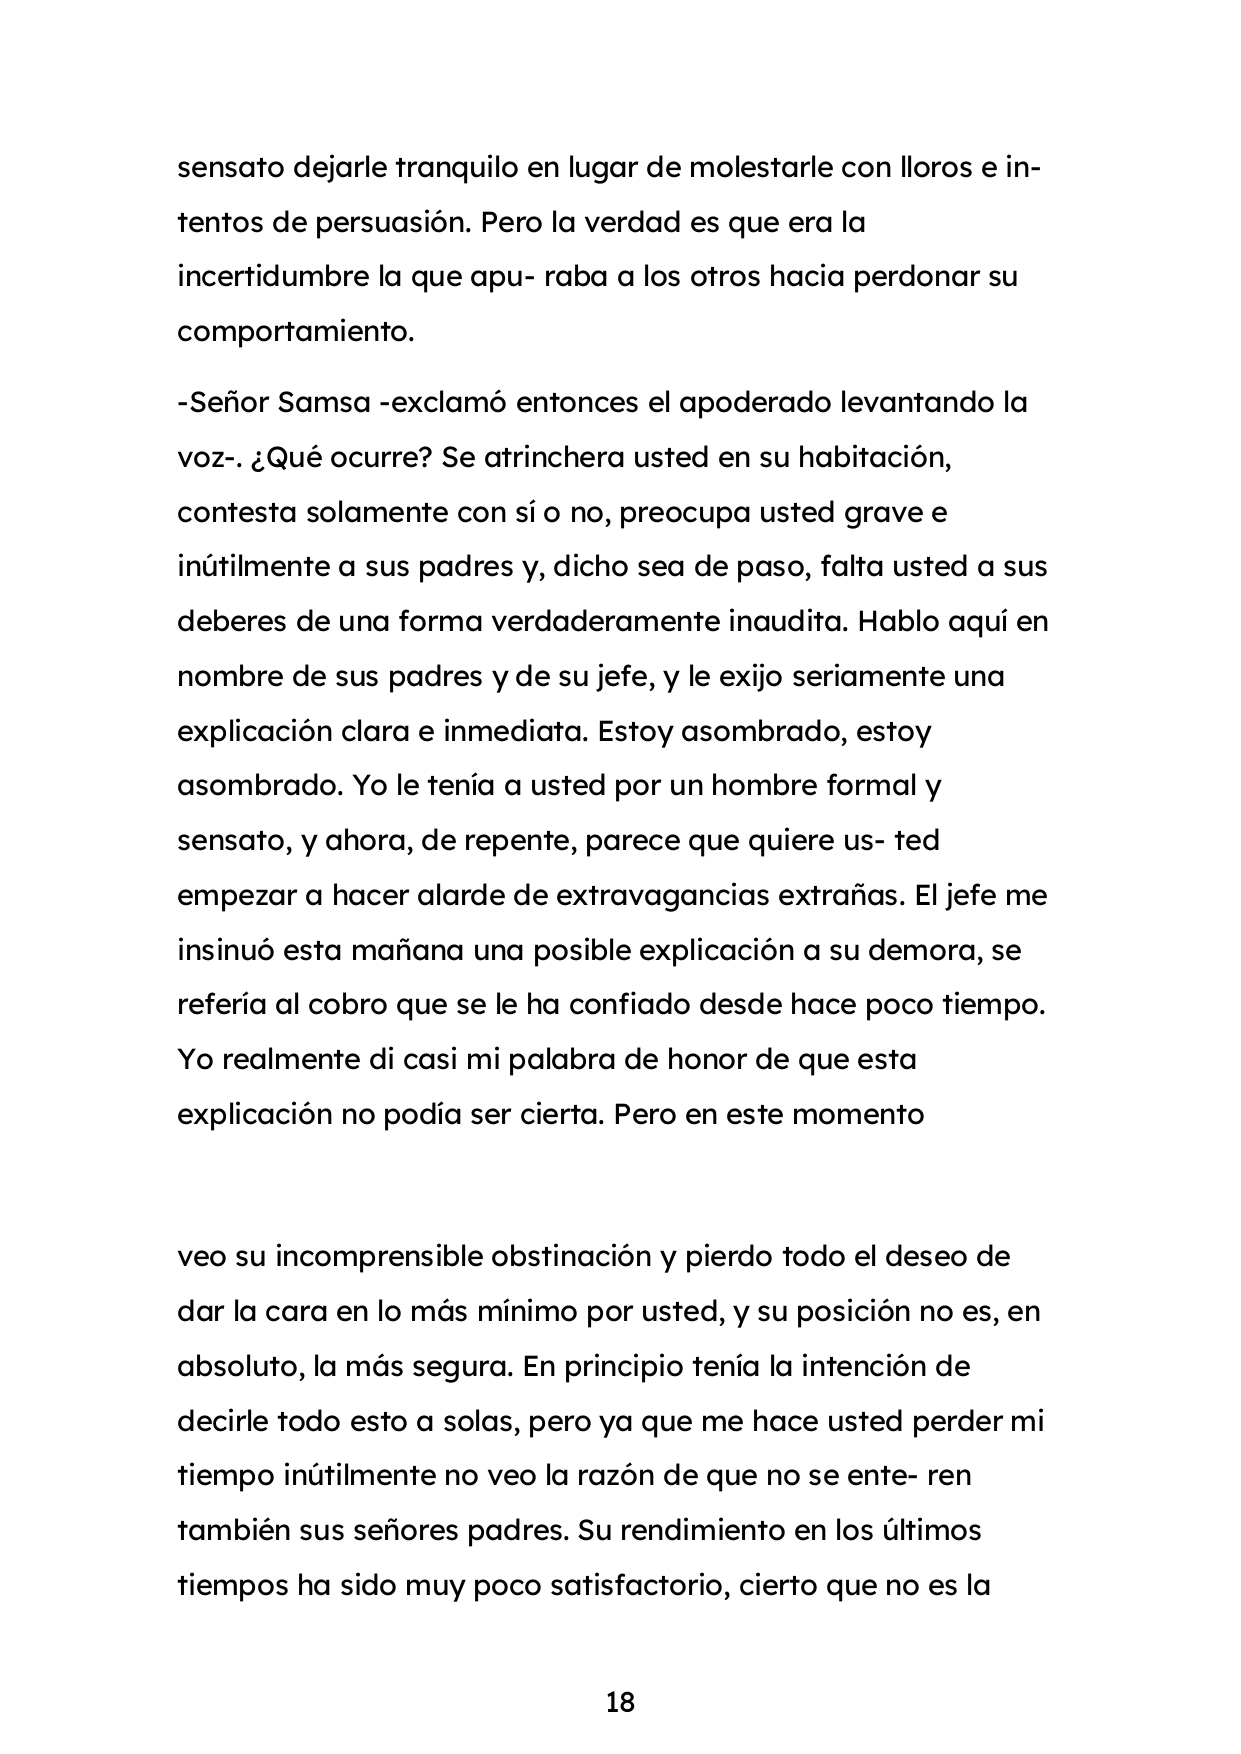 sensato dejarle tranquilo en lugar de molestarle con lloros e in-
tentos de persuasión. Pero la verdad es que era la
incertidumbre la que apu- raba a los otros hacia perdonar su
comportamiento.
-Señor Samsa -exclamó entonces el apoderado levantando la
voz-. ¿Qué ocurre? Se atrinchera usted en su habitación,
contesta solamente con sí o no, preocupa usted grave e
inútilmente a sus padres y, dicho sea de paso, falta usted a sus
deberes de una forma verdaderamente inaudita. Hablo aquí en
nombre de sus padres y de su jefe, y le exijo seriamente una
explicación clara e inmediata. Estoy asombrado, estoy
asombrado. Yo le tenía a usted por un hombre formal y
sensato, y ahora, de repente, parece que quiere us- ted
empezar a hacer alarde de extravagancias extrañas. El jefe me
insinuó esta mañana una posible explicación a su demora, se
refería al cobro que se le ha confiado desde hace poco tiempo.
Yo realmente di casi mi palabra de honor de que esta
explicación no podía ser cierta. Pero en este momento
veo su incomprensible obstinación y pierdo todo el deseo de
dar la cara en lo más mínimo por usted, y su posición no es, en
absoluto, la más segura. En principio tenía la intención de
decirle todo esto a solas, pero ya que me hace usted perder mi
tiempo inútilmente no veo la razón de que no se ente- ren
también sus señores padres. Su rendimiento en los últimos
tiempos ha sido muy poco satisfactorio, cierto que no es la
18